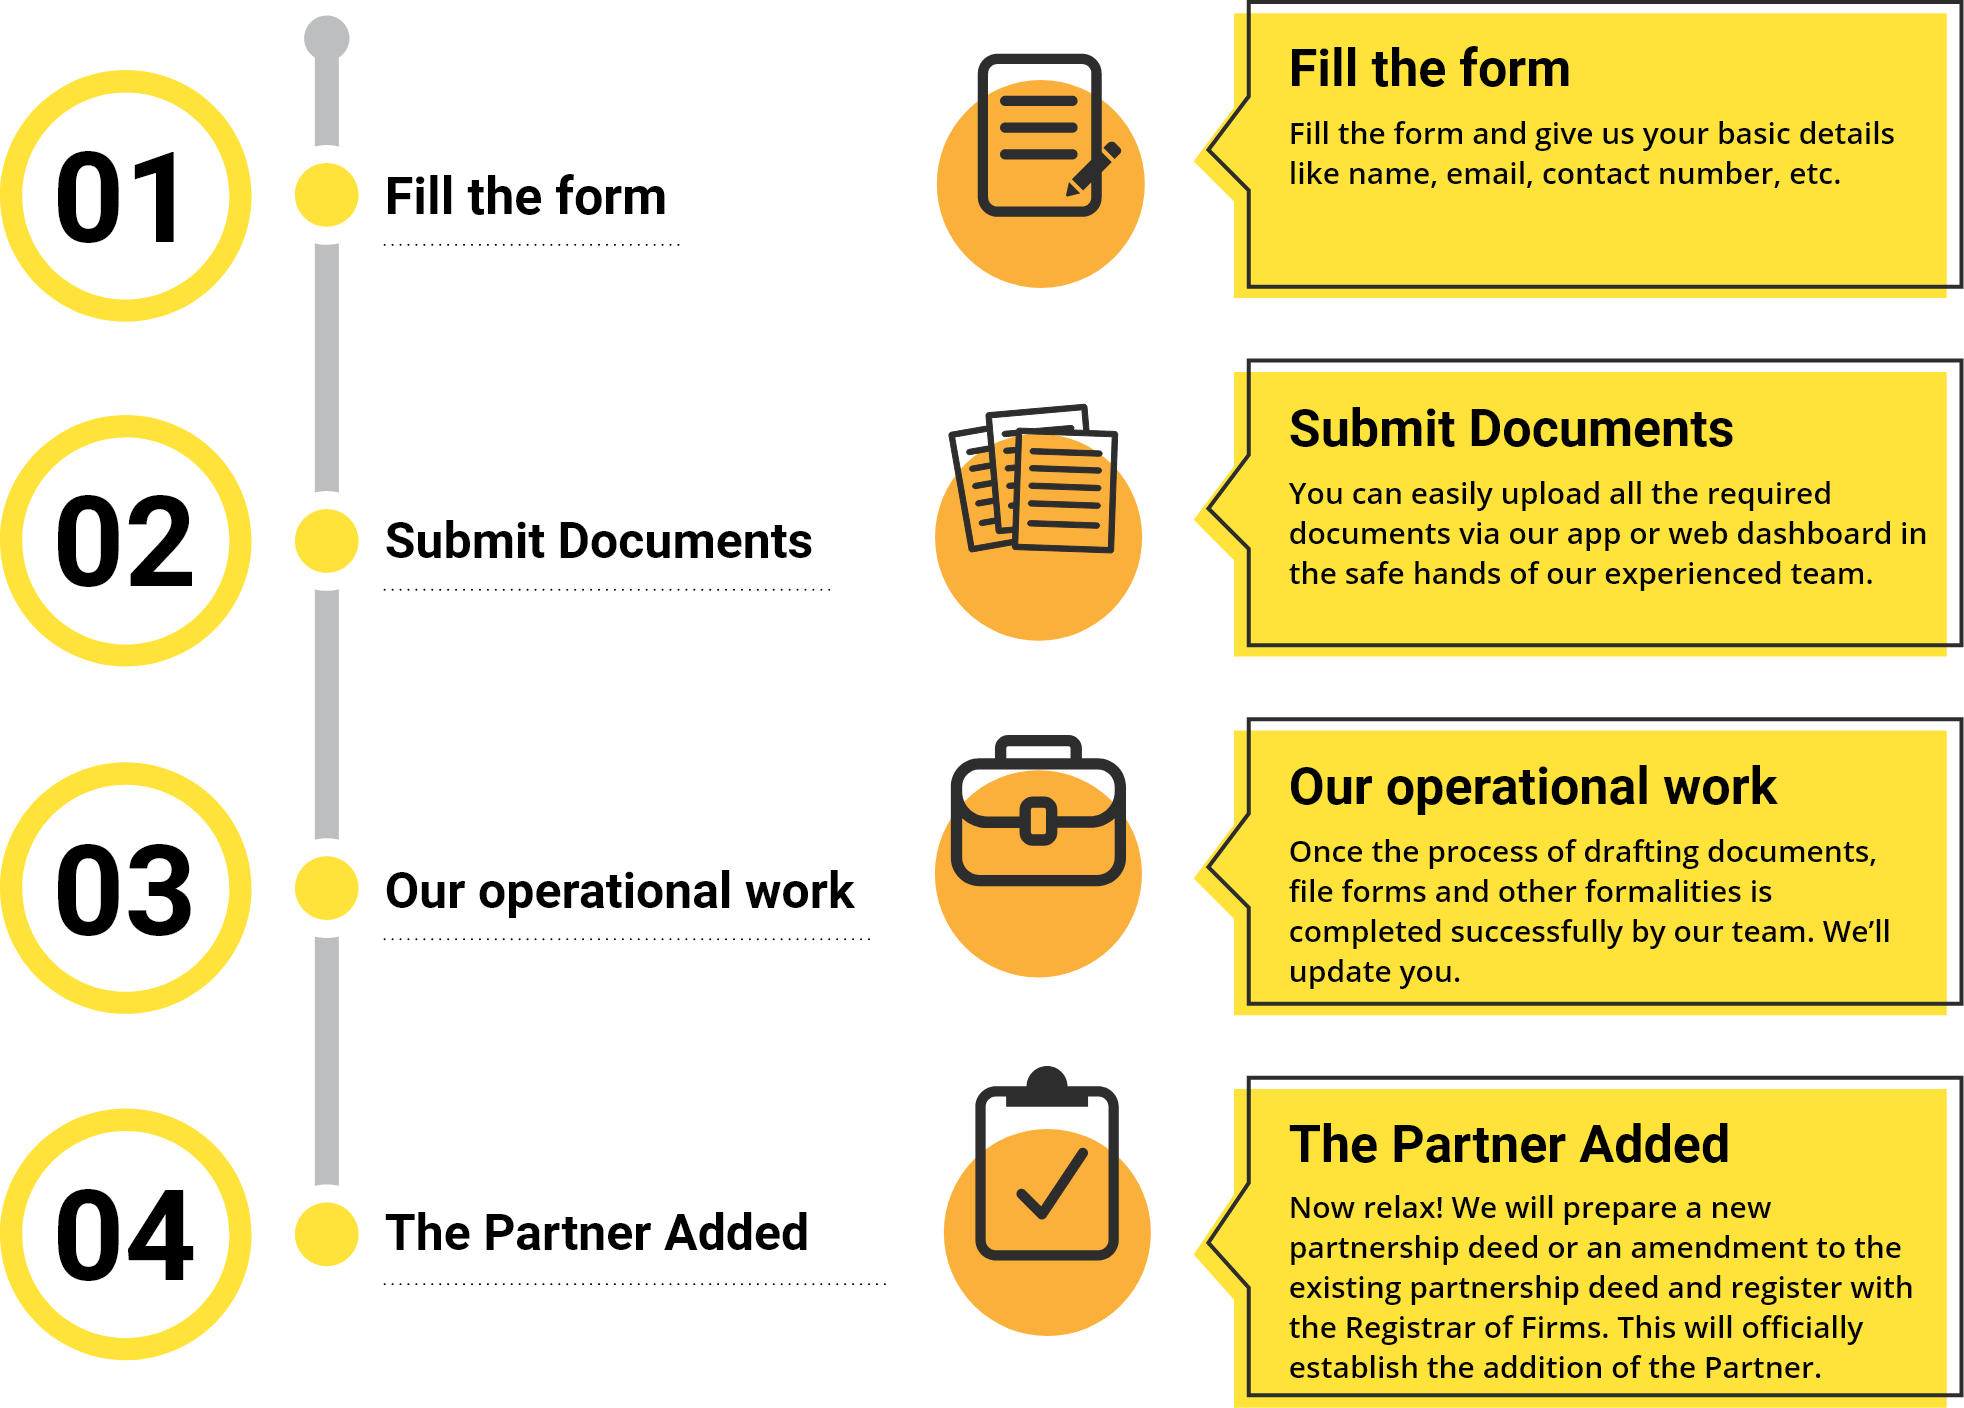 01
Fill the form
Fill the form
Fill the form and give us your basic details
like name, email, contact number, etc.
02
Submit Documents
Submit Documents
You can easily upload all the required
documents via our app or web dashboard in
the safe hands of our experienced team.
03
Our operational work
Our operational work
Once the process of drafting documents,
file forms and other formalities is
completed successfully by our team. We’ll
update you.
04
The Partner Added
The Partner Added
Now relax! We will prepare a new
partnership deed or an amendment to the
existing partnership deed and register with
the Registrar of Firms. This will officially
establish the addition of the Partner.